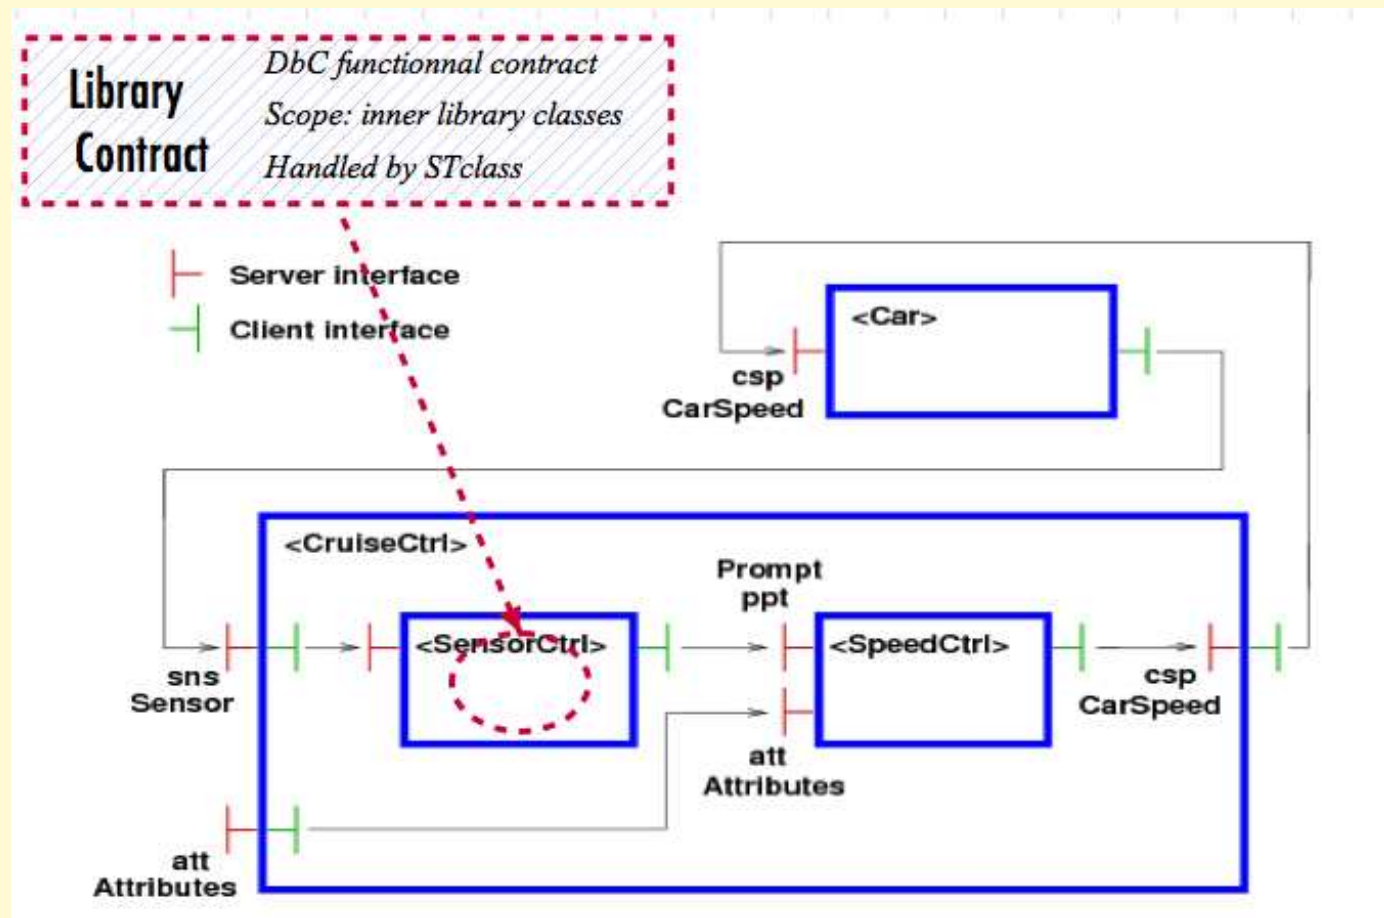 Library
Contract
DbC functionnal contract
Scope: inner library classes
Handled by STclass
Server interface
Client interface
<Car>
csp
CarSpeed
<CruiseCtrl>
Prompt
ppt
<SensorCtrl>
<SpeedCtrl>
sns
Sensor
csp
CarSpeed
att
Attributes
att
Attributes